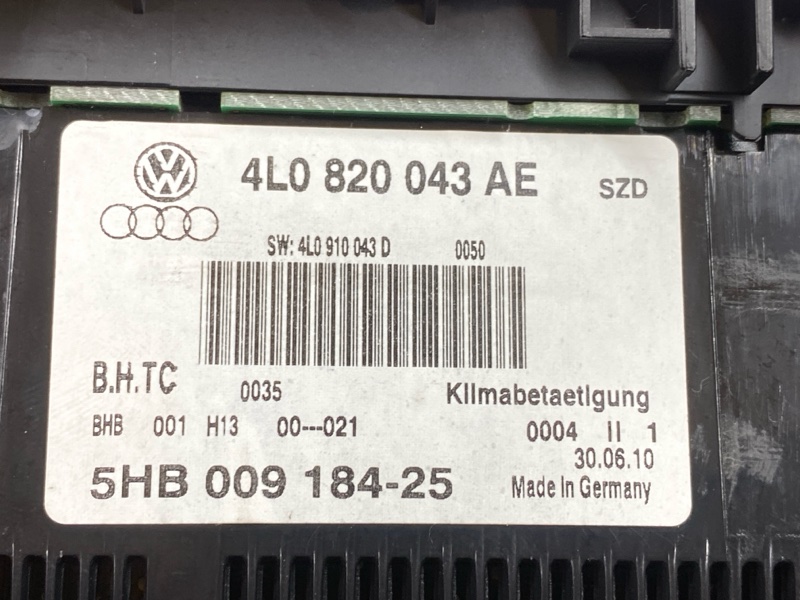 4L0 820 043 AE SZD
SW: 4L0 910 043 D 0050
B.H.TC 0035 Klimabetaetigung
BHB 001 H13 00---021 0004 II 1
30.06.10
5HB 009 184-25 Made In Germany